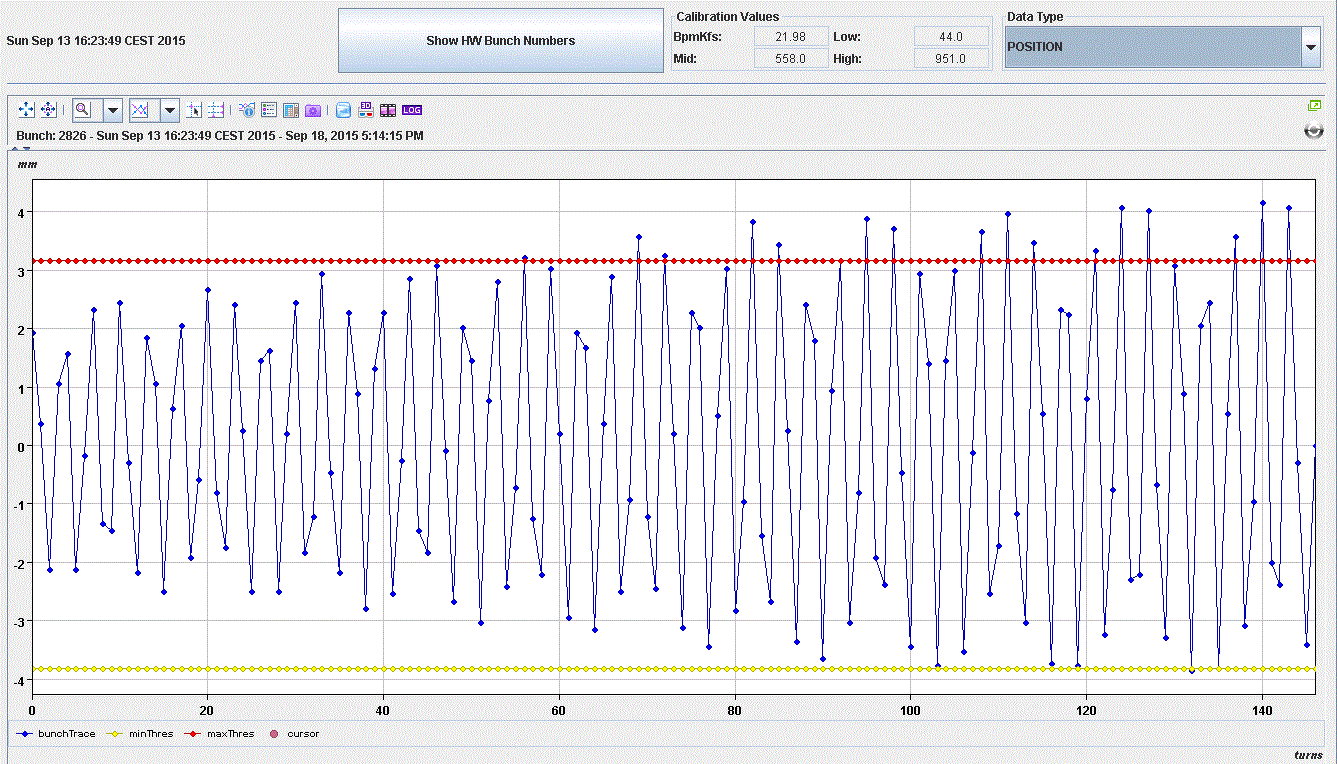 Sun Sep 13 16:23:49 CEST 2015
Show HW Bunch Numbers
Calibration Values
BpmKfs: 21.98 Low: 44.0
Mid: 558.0 High: 951.0
Data Type
POSITION
3D
LOG
Bunch: 2826 - Sun Sep 13 16:23:49 CEST 2015 - Sep 18, 2015 5:14:15 PM
mm
4
3
2
1
0
-1
-2
-3
-4
0 20 40 60 80 100 120 140
bunchTrace minThres maxThres cursor
turns